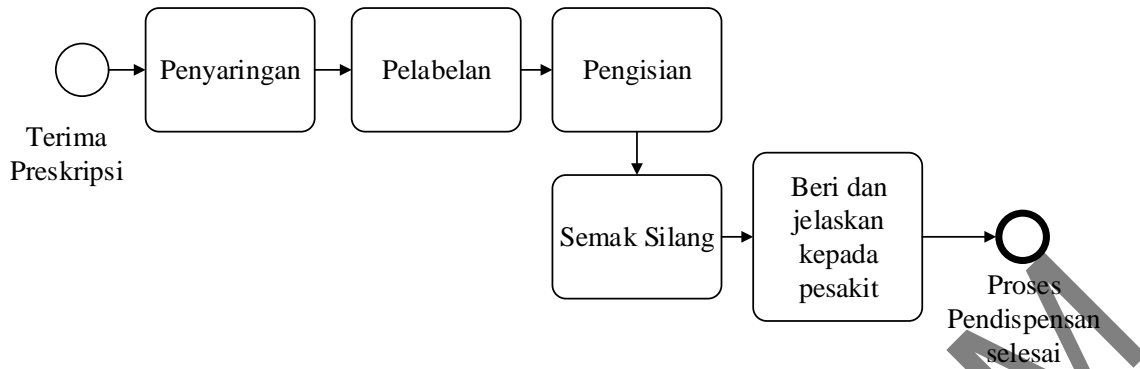 Terima
Preskripsi
Penyaringan
Pelabelan
Pengisian
Semak Silang
Beri dan
jelaskan
kepada
pesakit
Proses
Pendispensan
selesai